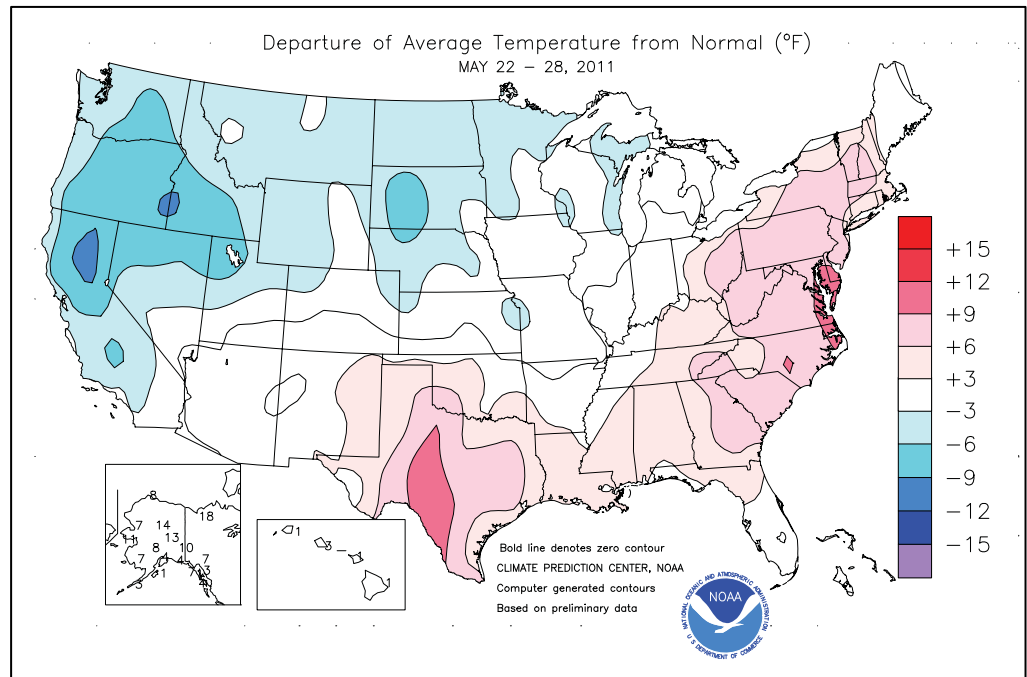 Departure of Average Temperature from Normal (°F)
MAY 22 – 28, 2011
+15
+12
+9
+6
+3
-3
-6
-9
-12
-15
8
18
7
14
11
13
8
10
7
4
7
1
3
1
3
Bold line denotes zero contour
CLIMATE PREDICTION CENTER, NOAA
Computer generated contours
Based on preliminary data
NATIONAL OCEANIC AND ATMOSPHERIC ADMINISTRATION
NOAA
U S DEPARTMENT OF COMMERCE